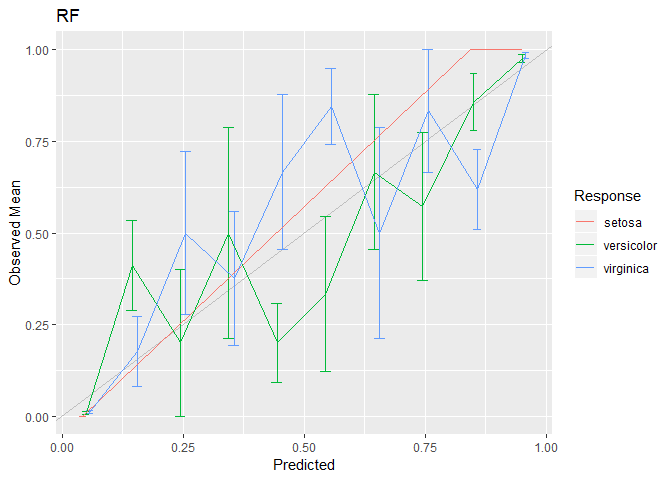 RF
1.00
0.75
0.50
0.25
0.00
Observed Mean
0.00 0.25 0.50 0.75 1.00
Predicted
Response
setosa
versicolor
virginica